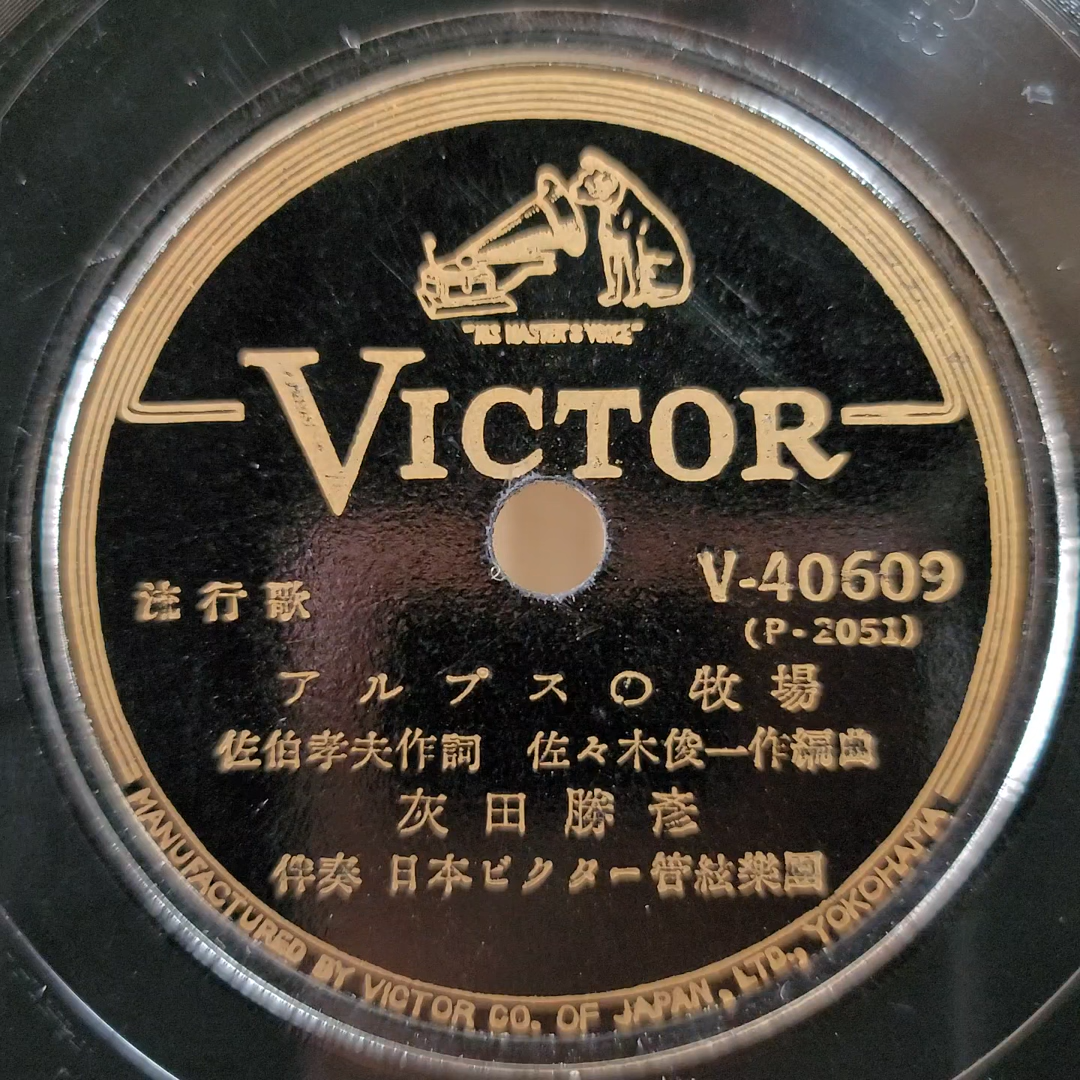 "HIS MASTER'S VOICE"
VICTOR
V-40609
(P-2051)
流行歌
アルプスの牧場
佐伯孝夫作詞 佐々木俊一作編曲
灰田勝彦
伴奏 日本ビクター管絃樂團
MANUFACTURED BY VICTOR CO. OF JAPAN, LTD., YOKOHAMA